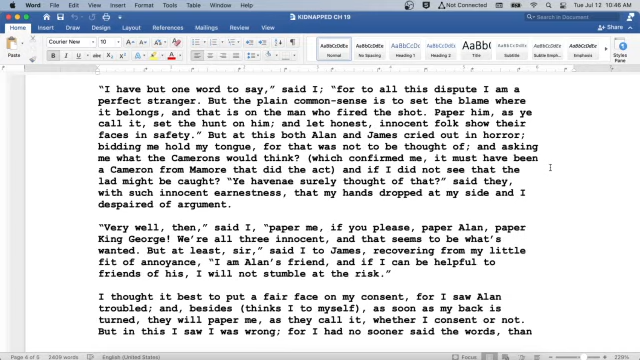 Word File Edit View Insert Format Tools Table Window Help Not Connected Tue Jul 12 10:46 AM
KIDNAPPED CH 19
Search in Document
Home Insert Draw Design Layout References Mailings Review View Share
Paste
Courier New 10
AaBbCcDdEe AaBbCcDdEe AaBbCcDc AaBbCcDdEe AaBb( AaBbCcDdEe AaBbCcDdEe AaBbCcDdEe
Normal No Spacing Heading 1 Heading 2 Title Subtitle Subtle Emph... Emphasis
Styles
Pane
“I have but one word to say,” said I; “for to all this dispute I am a
perfect stranger. But the plain common-sense is to set the blame where
it belongs, and that is on the man who fired the shot. Paper him, as ye
call it, set the hunt on him; and let honest, innocent folk show their
faces in safety.” But at this both Alan and James cried out in horror;
bidding me hold my tongue, for that was not to be thought of; and asking
me what the Camerons would think? (which confirmed me, it must have been
a Cameron from Mamore that did the act) and if I did not see that the
lad might be caught? “Ye havenae surely thought of that?” said they,
with such innocent earnestness, that my hands dropped at my side and I
despaired of argument.
“Very well, then,” said I, “paper me, if you please, paper Alan, paper
King George! We’re all three innocent, and that seems to be what’s
wanted. But at least, sir,” said I to James, recovering from my little
fit of annoyance, “I am Alan’s friend, and if I can be helpful to
friends of his, I will not stumble at the risk.”
I thought it best to put a fair face on my consent, for I saw Alan
troubled; and, besides (thinks I to myself), as soon as my back is
turned, they will paper me, as they call it, whether I consent or not.
But in this I saw I was wrong; for I had no sooner said the words, than
Page 4 of 5 2409 words English (United States) Focus 229%